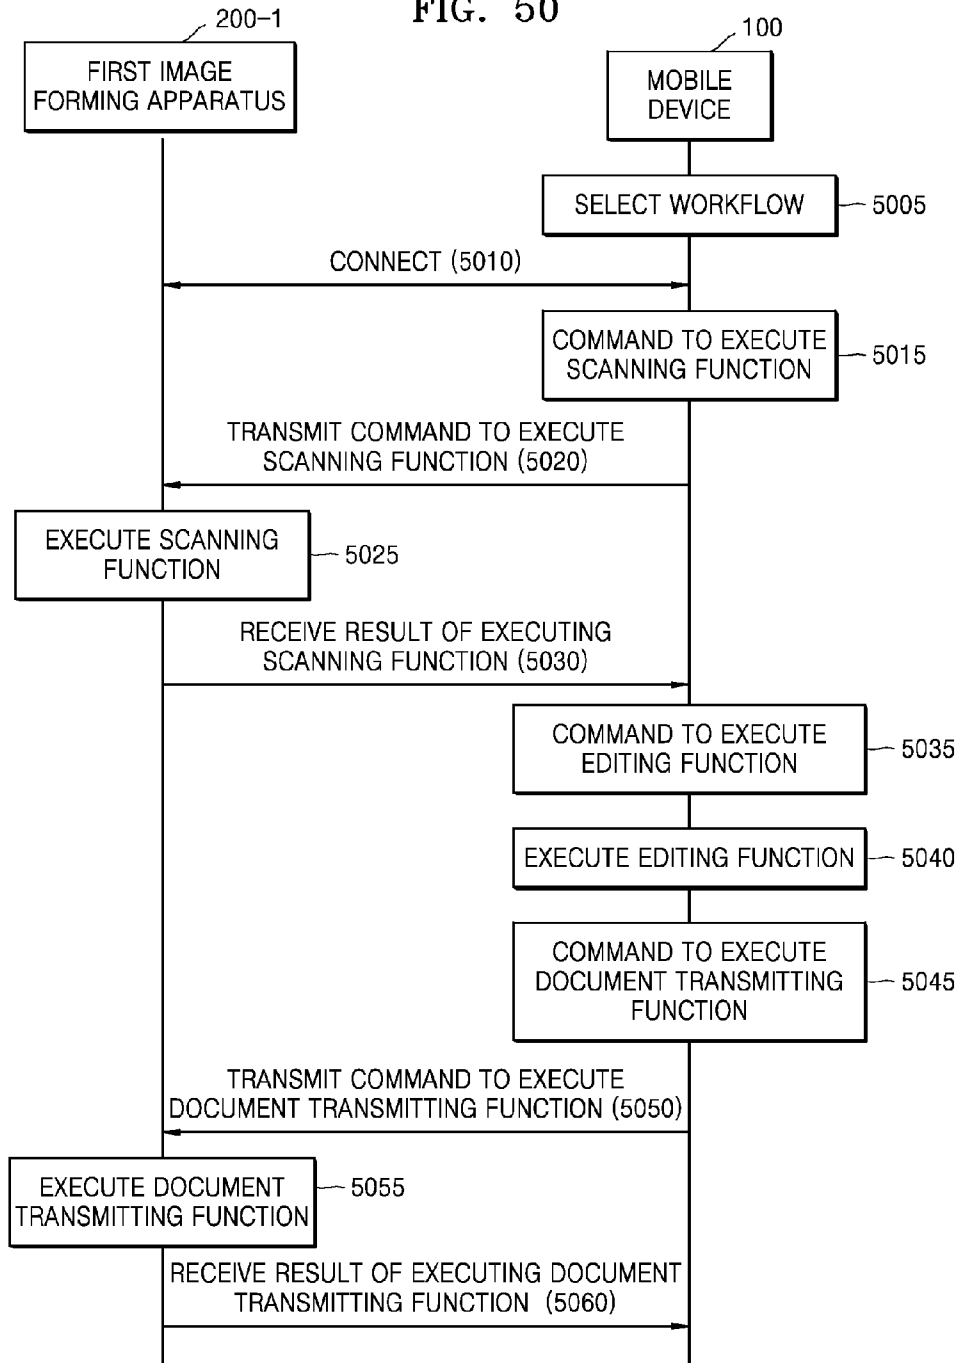 FIG. 50
200-1
100
FIRST IMAGE
FORMING APPARATUS
MOBILE
DEVICE
SELECT WORKFLOW
5005
CONNECT (5010)
COMMAND TO EXECUTE
SCANNING FUNCTION
5015
TRANSMIT COMMAND TO EXECUTE
SCANNING FUNCTION (5020)
EXECUTE SCANNING
FUNCTION
5025
RECEIVE RESULT OF EXECUTING
SCANNING FUNCTION (5030)
COMMAND TO EXECUTE
EDITING FUNCTION
5035
EXECUTE EDITING FUNCTION
5040
COMMAND TO EXECUTE
DOCUMENT TRANSMITTING
FUNCTION
5045
TRANSMIT COMMAND TO EXECUTE
DOCUMENT TRANSMITTING FUNCTION (5050)
EXECUTE DOCUMENT
TRANSMITTING FUNCTION
5055
RECEIVE RESULT OF EXECUTING DOCUMENT
TRANSMITTING FUNCTION (5060)